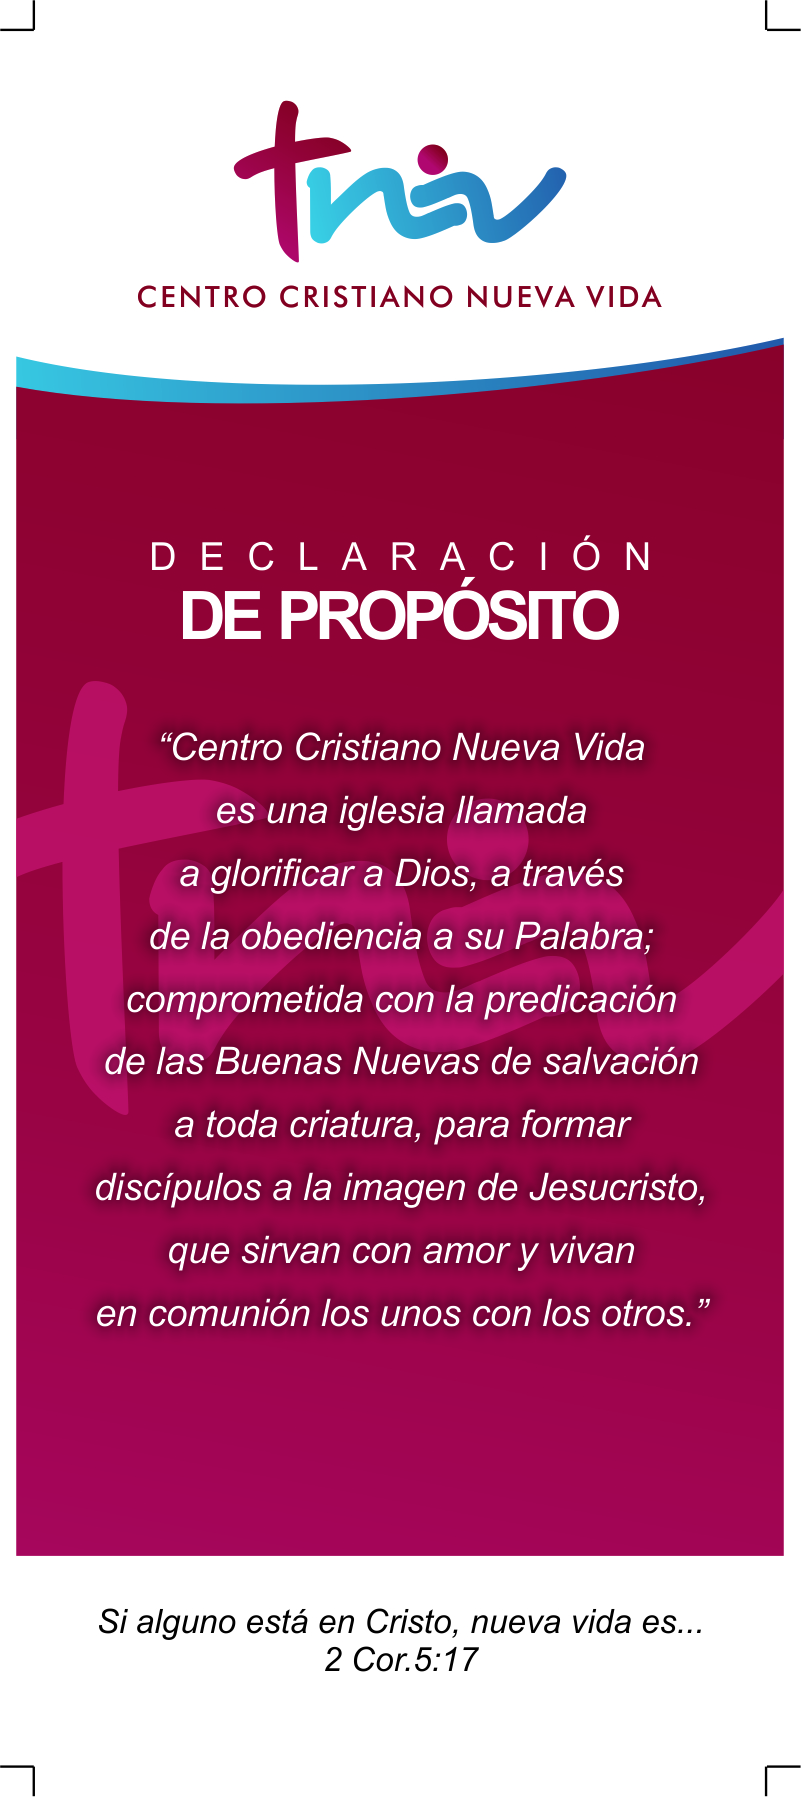 CENTRO CRISTIANO NUEVA VIDA
DECLARACIÓN
DE PROPÓSITO
“Centro Cristiano Nueva Vida
es una iglesia llamada
a glorificar a Dios, a través
de la obediencia a su Palabra;
comprometida con la predicación
de las Buenas Nuevas de salvación
a toda criatura, para formar
discípulos a la imagen de Jesucristo,
que sirvan con amor y vivan
en comunión los unos con los otros.”
Si alguno está en Cristo, nueva vida es...
2 Cor.5:17